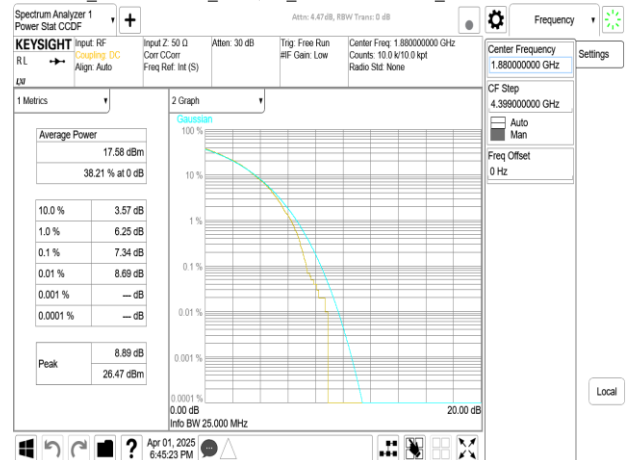 Spectrum Analyzer 1
Power Stat CCDF
Attn: 4.47dB, RBW Trans: 0 dB
Frequency
KEYSIGHT
RL
LXI
Input: RF
Coupling: DC
Align: Auto
Input Z: 50 Ω
Corr CCorr
Freq Ref: Int (S)
Atten: 30 dB
Trig: Free Run
#IF Gain: Low
Center Freq: 1.880000000 GHz
Counts: 10.0 k/10.0 kpt
Radio Std: None
Center Frequency
1.880000000 GHz
Settings
CF Step
4.399000000 GHz
Auto
Man
Freq Offset
0 Hz
1 Metrics
Average Power
17.58 dBm
38.21 % at 0 dB
10.0 % 3.57 dB
1.0 % 6.25 dB
0.1 % 7.34 dB
0.01 % 8.69 dB
0.001 % --- dB
0.0001 % --- dB
Peak
8.89 dB
26.47 dBm
2 Graph
Gaussian
100 %
10 %
1 %
0.1 %
0.01 %
0.001 %
0.0001 %
0.00 dB 20.00 dB
Info BW 25.000 MHz
Local
? Apr 01, 2025
6:45:23 PM